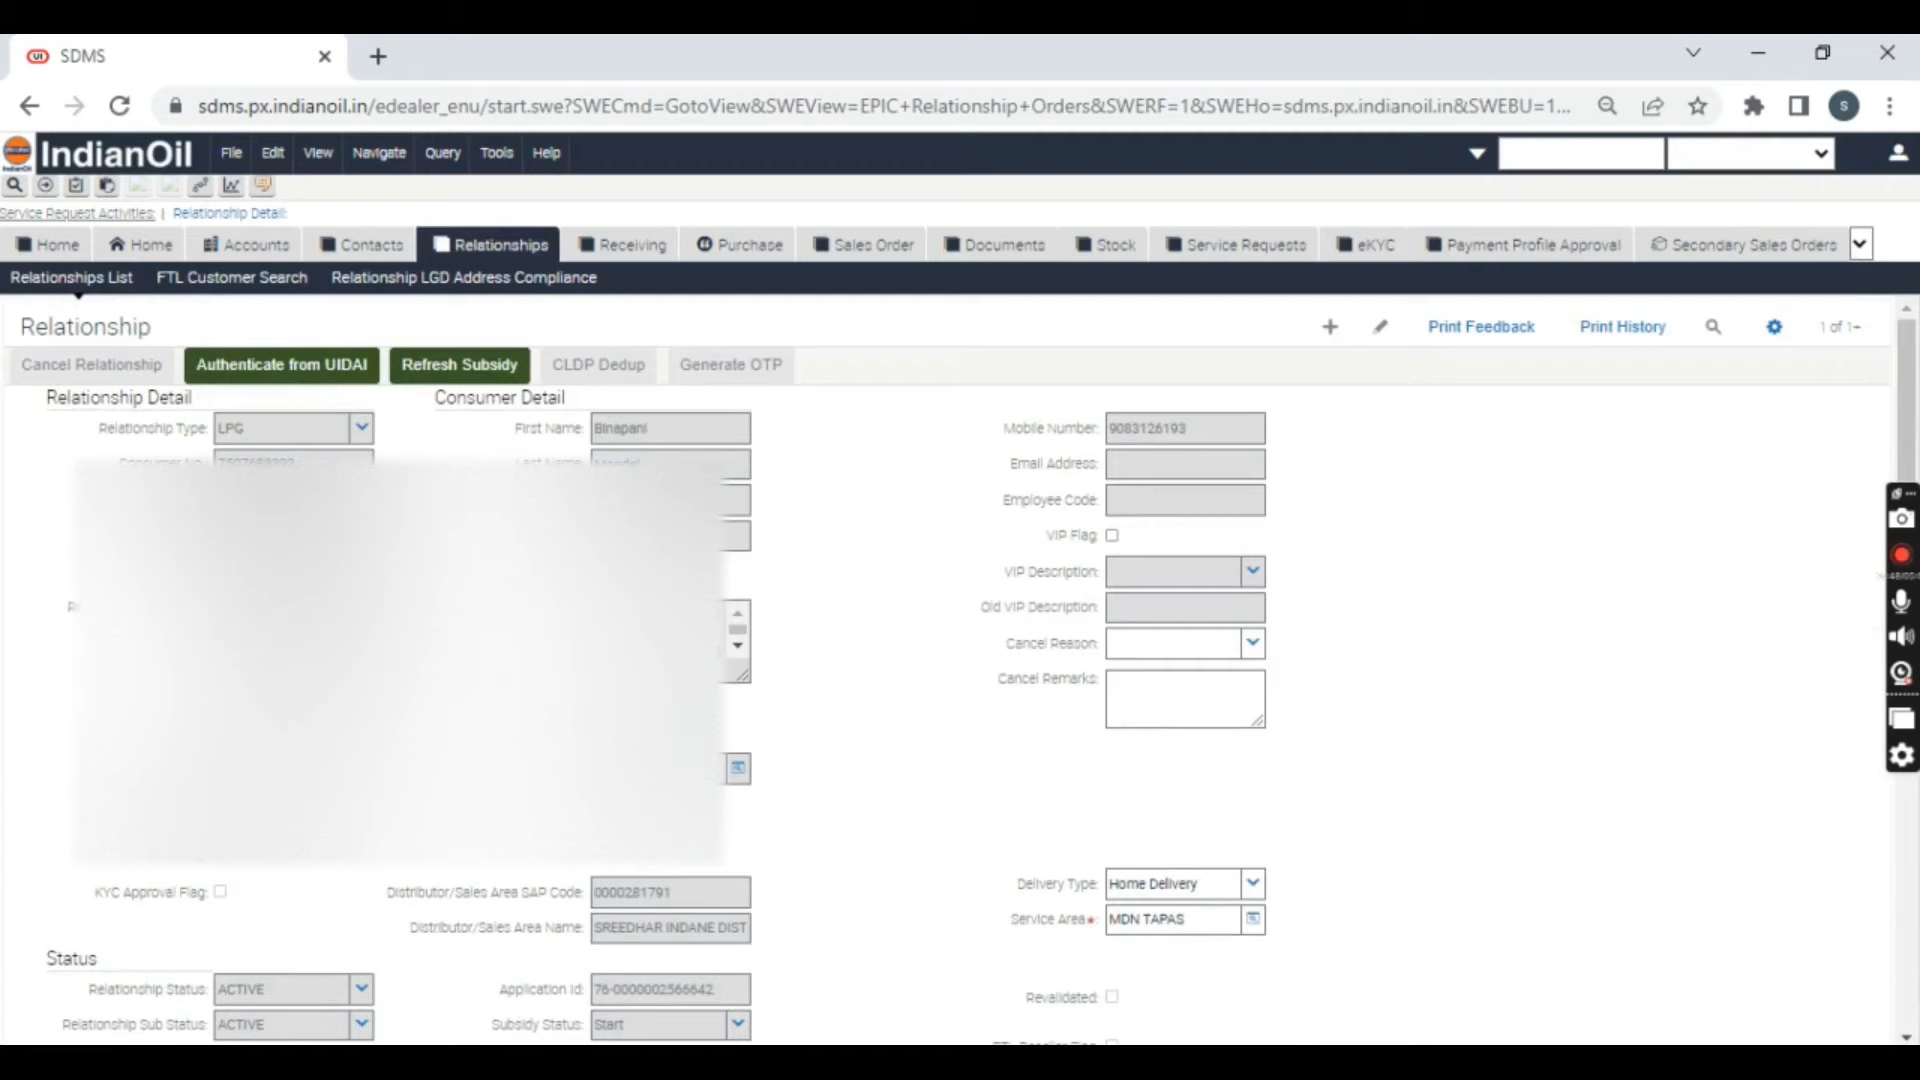 SDMS
sdms.px.indianoil.in/edealer_enu/start.swe?SWECmd=GotoView&SWEView=EPIC+Relationship+Orders&SWERF=1&SWEHo=sdms.px.indianoil.in&SWEBU=1...
S
IndianOil File Edit View Navigate Query Tools Help
Service Request Activities: | Relationship Detail:
Home Home Accounts Contacts Relationships Receiving Purchase Sales Order Documents Stock Service Requests eKYC Payment Profile Approval Secondary Sales Orders
Relationships List FTL Customer Search Relationship LGD Address Compliance
Relationship Print Feedback Print History 1 of 1+
Cancel Relationship Authenticate from UIDAI Refresh Subsidy CLDP Dedup Generate OTP
Relationship Detail Consumer Detail
Relationship Type: LPG First Name: Binapani Mobile Number: 9083126193
Email Address:
Employee Code:
VIP Flag:
VIP Description:
Old VIP Description:
Cancel Reason:
Cancel Remarks:
KYC Approval Flag: Distributor/Sales Area SAP Code: 0000281791 Delivery Type: Home Delivery
Distributor/Sales Area Name: SREEDHAR INDANE DIST Service Area*: MDN TAPAS
Status
Relationship Status: ACTIVE Application Id: 76-0000002566642 Revalidated:
Relationship Sub Status: ACTIVE Subsidy Status: Start